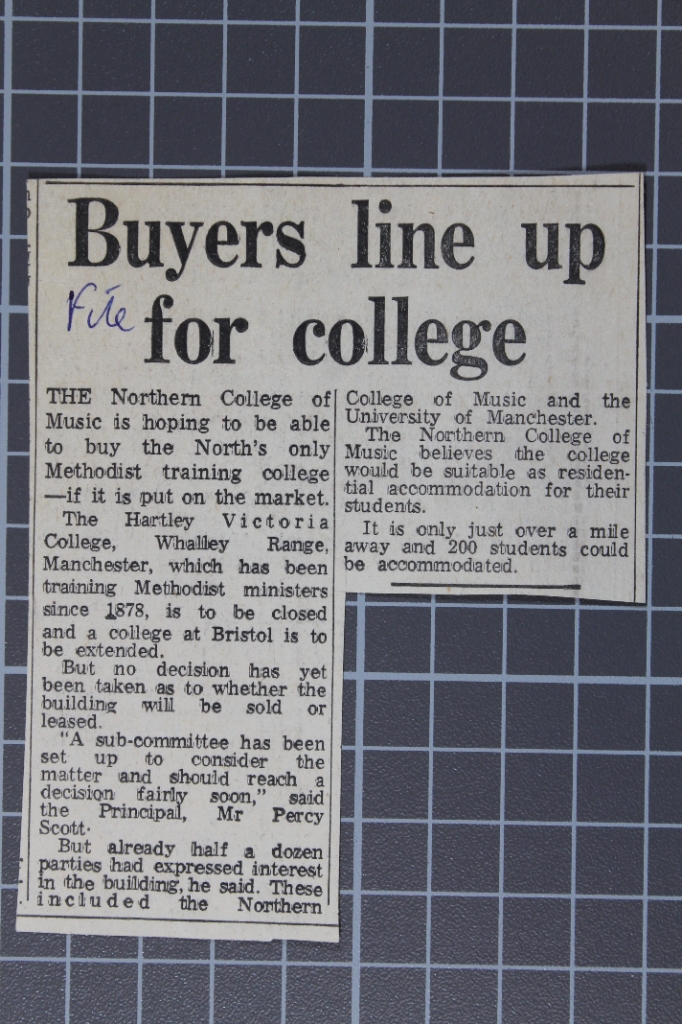 Buyers line up
File for college
THE Northern College of
Music is hoping to be able
to buy the North's only
Methodist training college
—if it is put on the market.
The Hartley Victoria
College, Whalley Range,
Manchester, which has been
training Methodist ministers
since 1878, is to be closed
and a college at Bristol is to
be extended.
But no decision has yet
been taken as to whether the
building will be sold or
leased.
"A sub-committee has been
set up to consider the
matter and should reach a
decision fairly soon," said
the Principal, Mr Percy
Scott.
But already half a dozen
parties had expressed interest
in the building, he said. These
included the Northern
College of Music and the
University of Manchester.
The Northern College of
Music believes the college
would be suitable as residen-
tial accommodation for their
students.
It is only just over a mile
away and 200 students could
be accommodated.